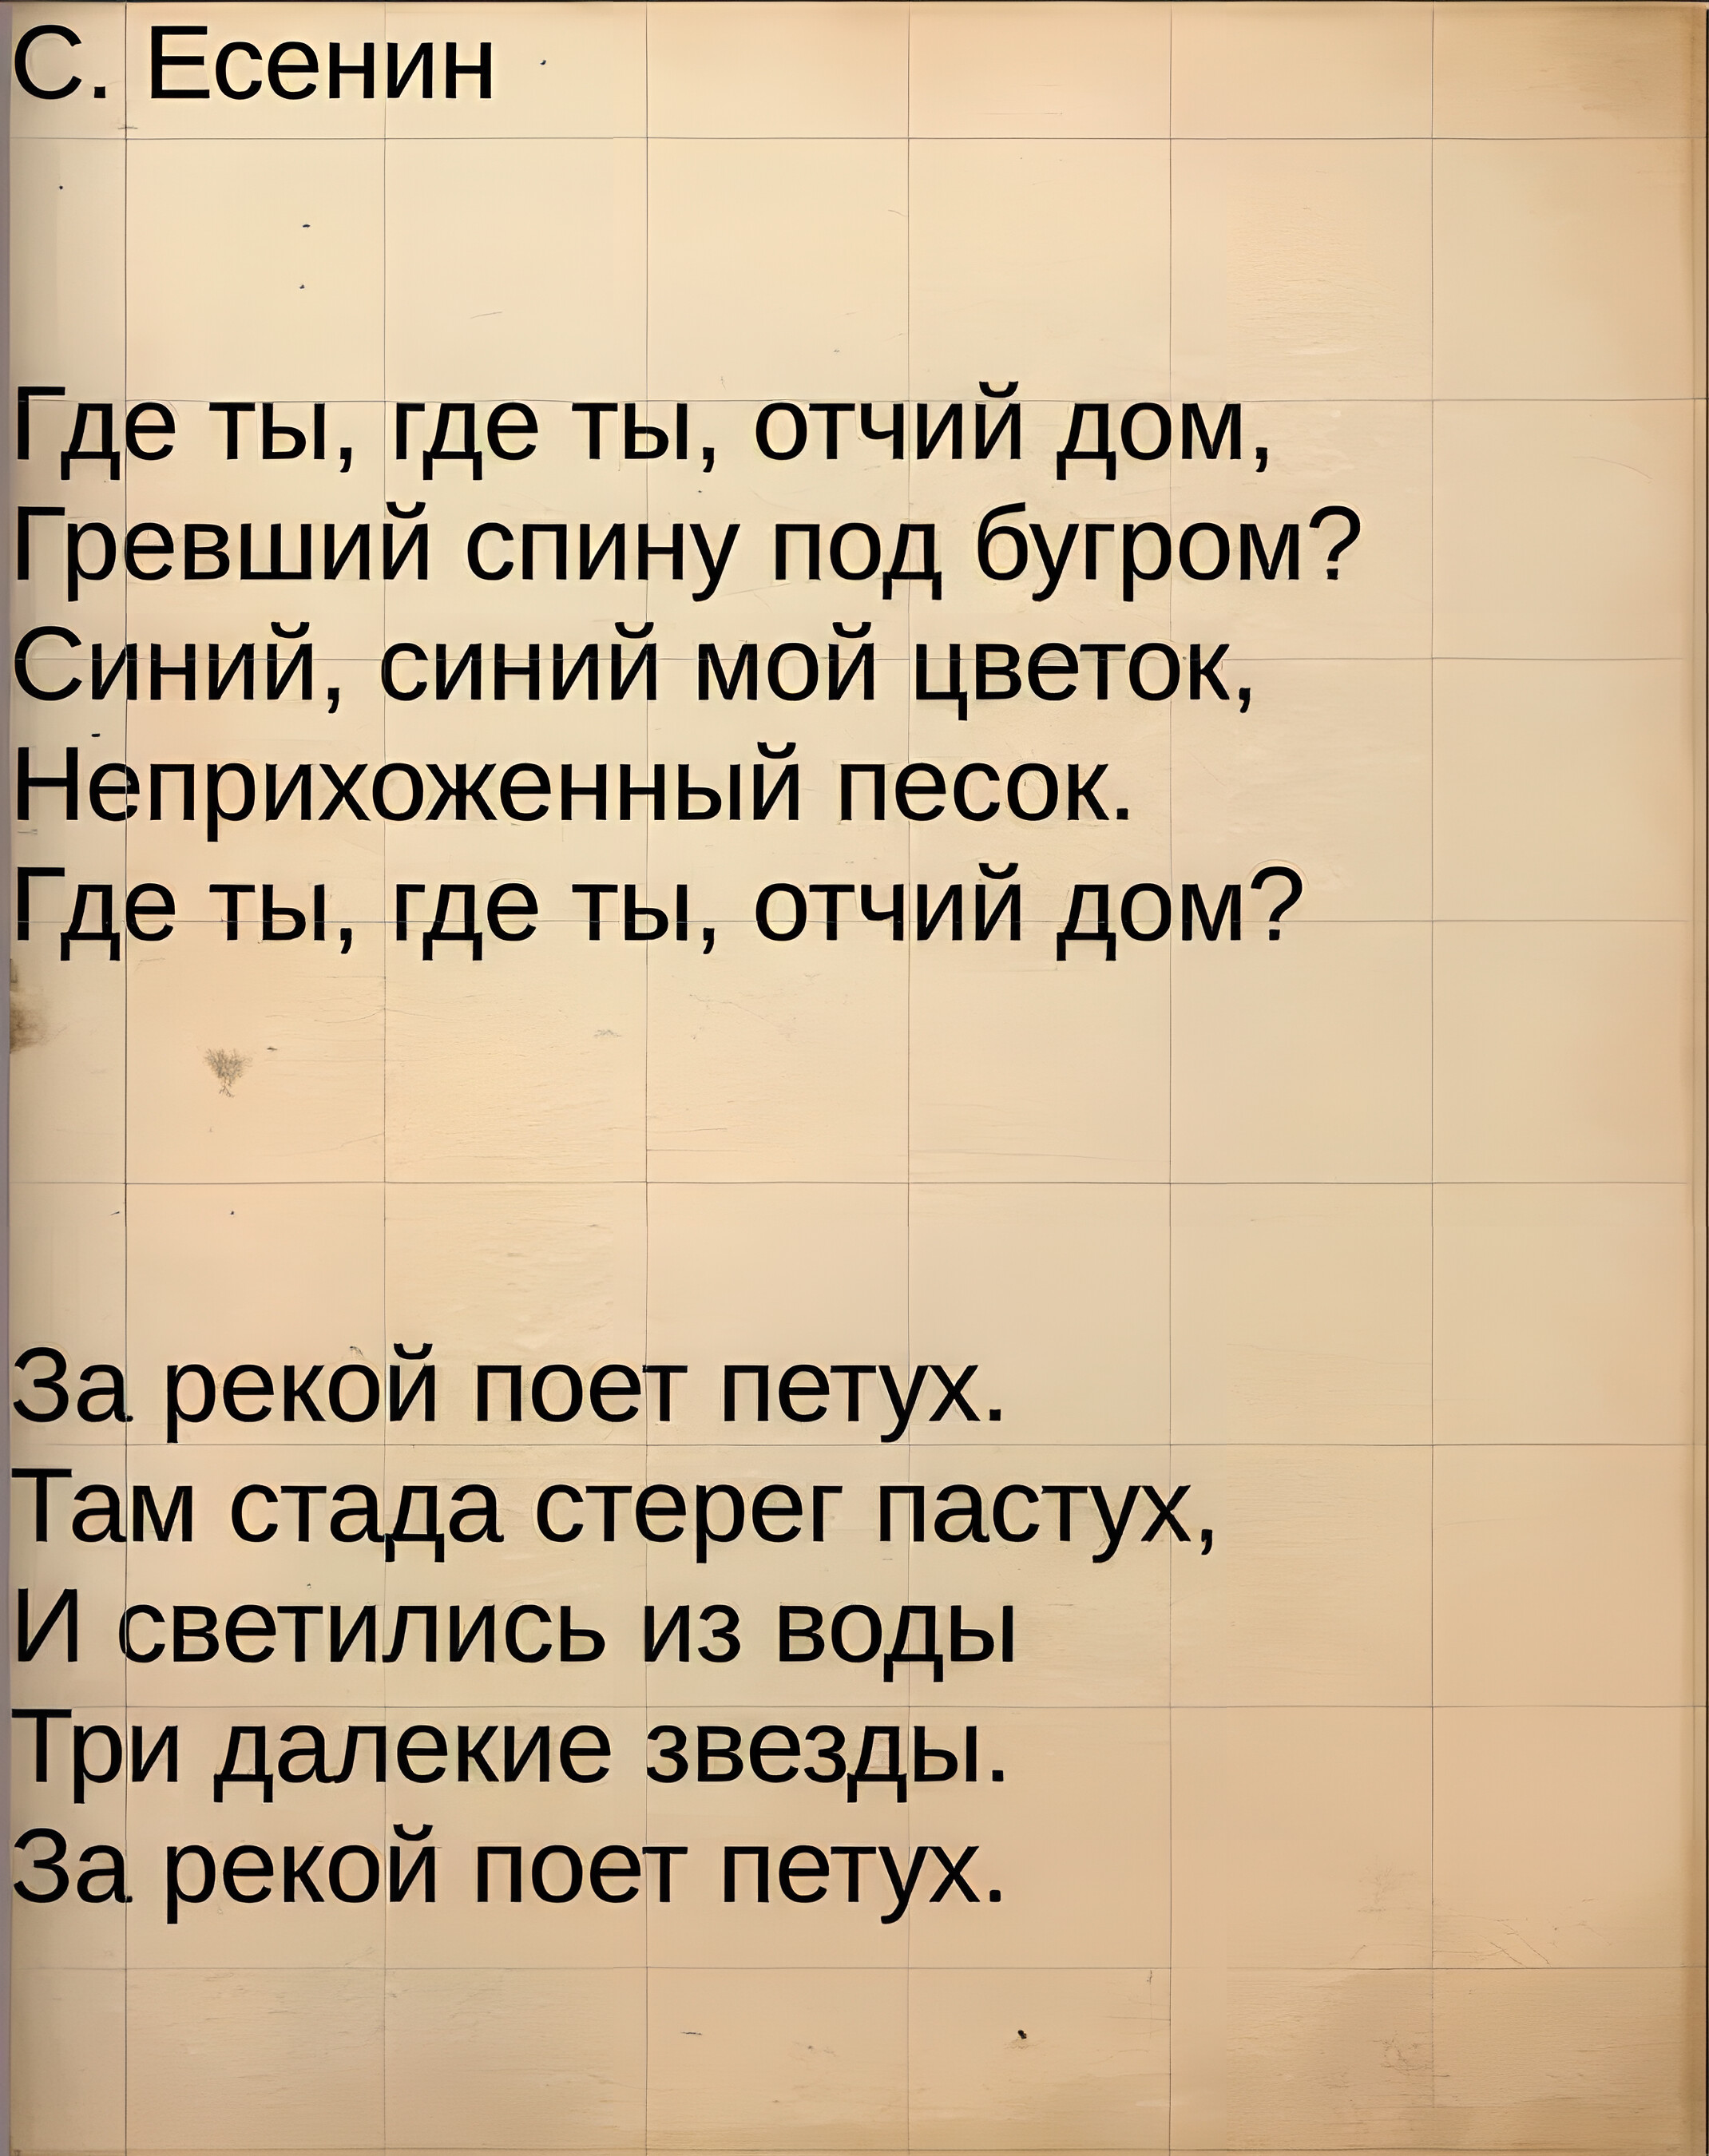 С. Есенин
Где ты, где ты, отчий дом,
Гревший спину под бугром?
Синий, синий мой цветок,
Неприхоженный песок.
Где ты, где ты, отчий дом?
За рекой поет петух.
Там стада стерег пастух,
И светились из воды
Три далекие звезды.
За рекой поет петух.